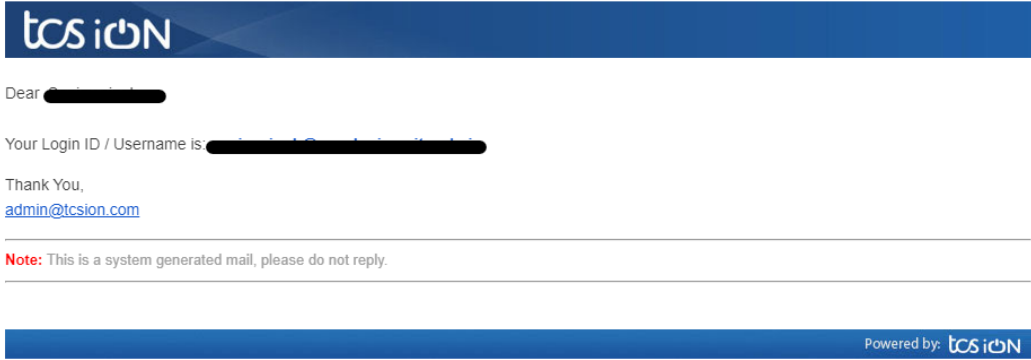 tcs iON
Dear
Your Login ID / Username is:
Thank You,
admin@tcsion.com
Note: This is a system generated mail, please do not reply.
Powered by: tcs iON